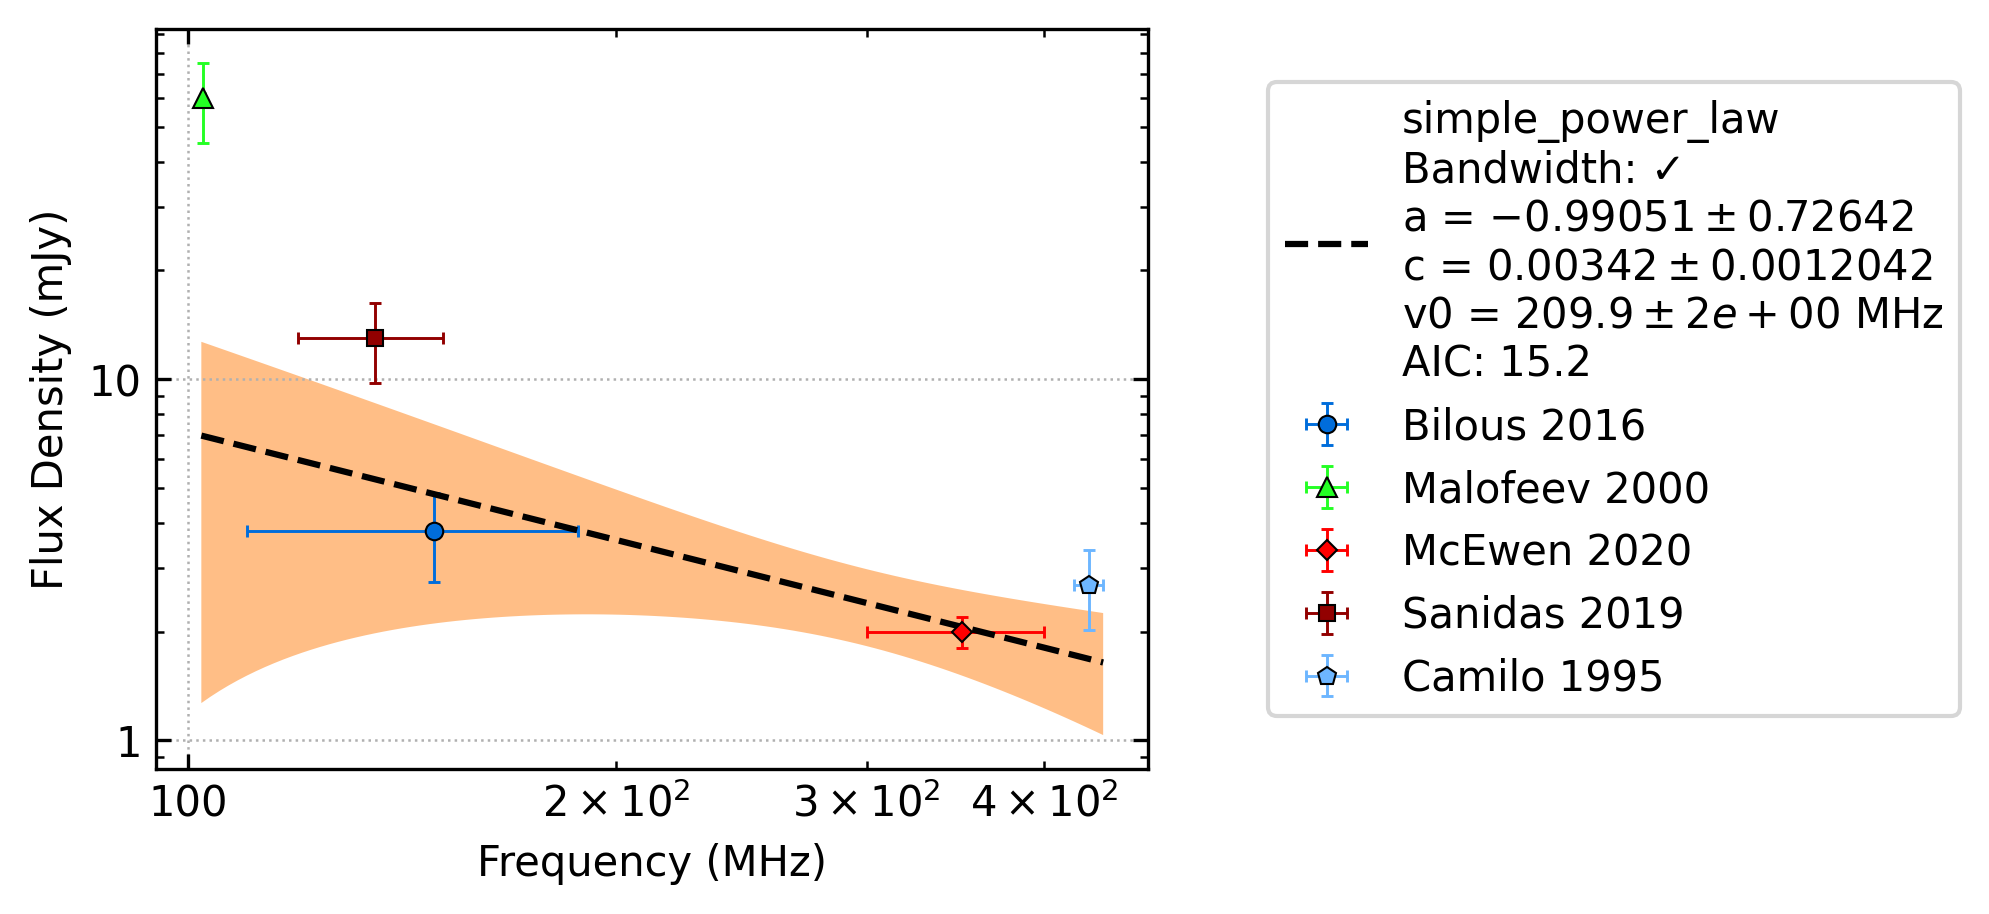 Flux Density (mJy)
10
1
100
2 × 10²
3 × 10²
4 × 10²
Frequency (MHz)
simple_power_law
Bandwidth: ✓
a = −0.99051 ± 0.72642
c = 0.00342 ± 0.0012042
v0 = 209.9 ± 2e + 00 MHz
AIC: 15.2
Bilous 2016
Malofeev 2000
McEwen 2020
Sanidas 2019
Camilo 1995